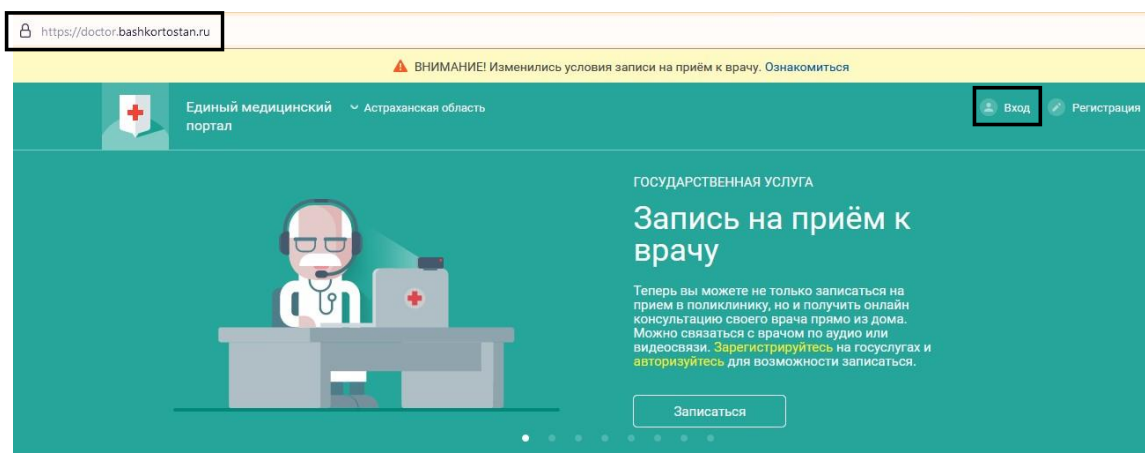 https://doctor.bashkortostan.ru
ВНИМАНИЕ! Изменились условия записи на приём к врачу. Ознакомиться
Единый медицинский
портал
Астраханская область
Вход
Регистрация
ГОСУДАРСТВЕННАЯ УСЛУГА
Запись на приём к
врачу
Теперь вы можете не только записаться на
прием в поликлинику, но и получить онлайн
консультацию своего врача прямо из дома.
Можно связаться с врачом по аудио или
видеосвязи. Зарегистрируйтесь на госуслугах и
авторизуйтесь для возможности записаться.
Записаться